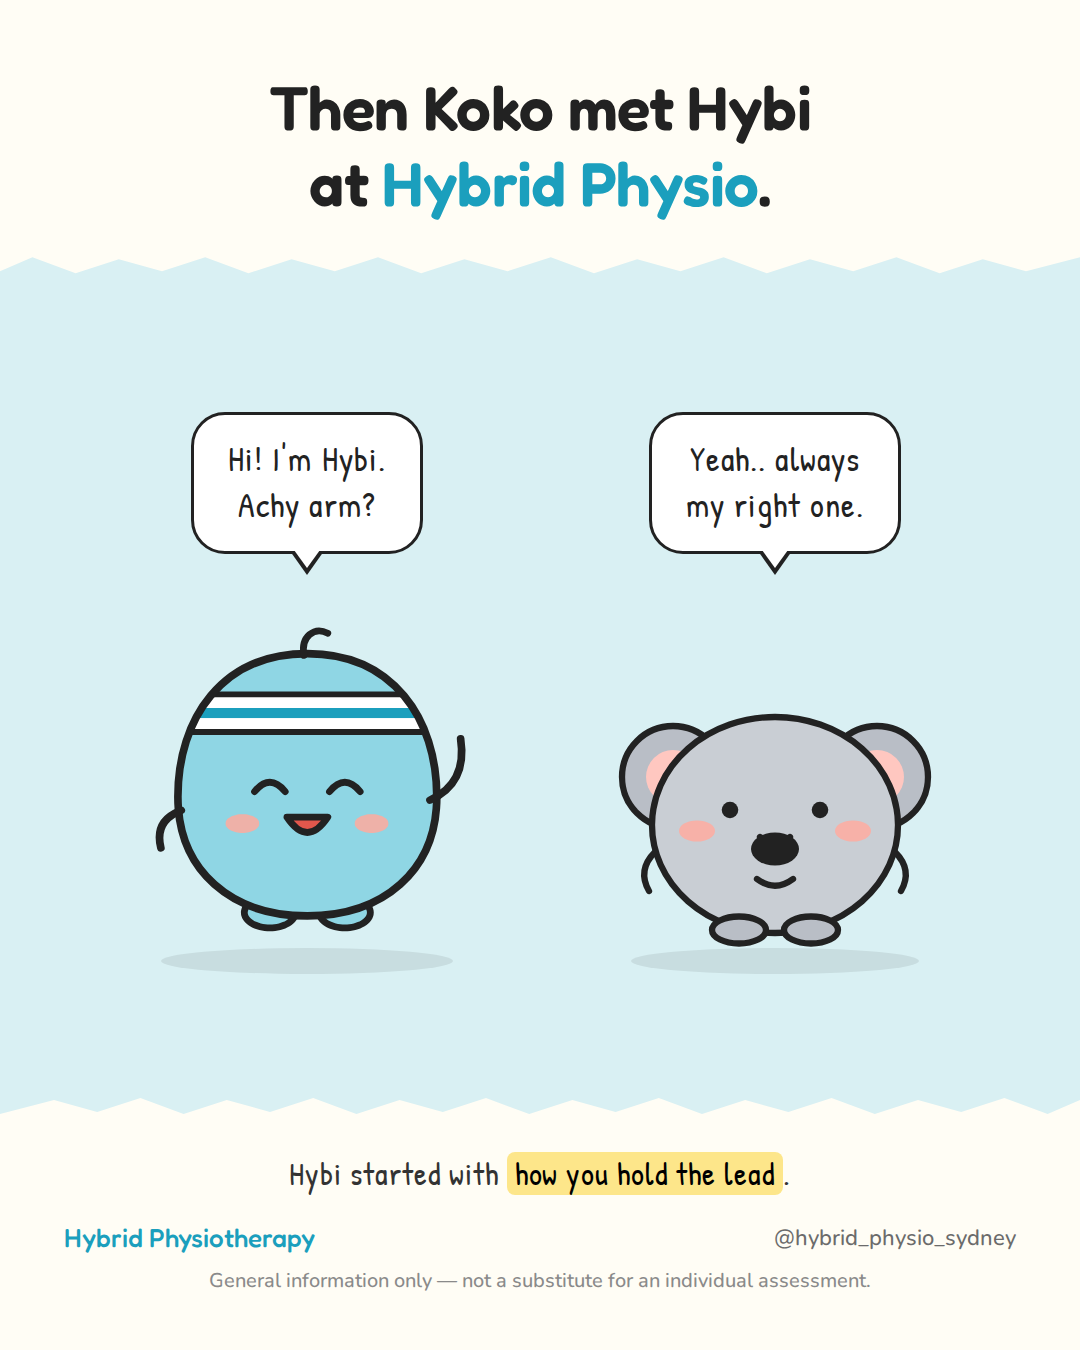 Then Koko met Hybi
at Hybrid Physio.
Hi! I'm Hybi.
Achy arm?
Yeah.. always
my right one.
Hybi started with how you hold the lead.
Hybrid Physiotherapy
@hybrid_physio_sydney
General information only — not a substitute for an individual assessment.